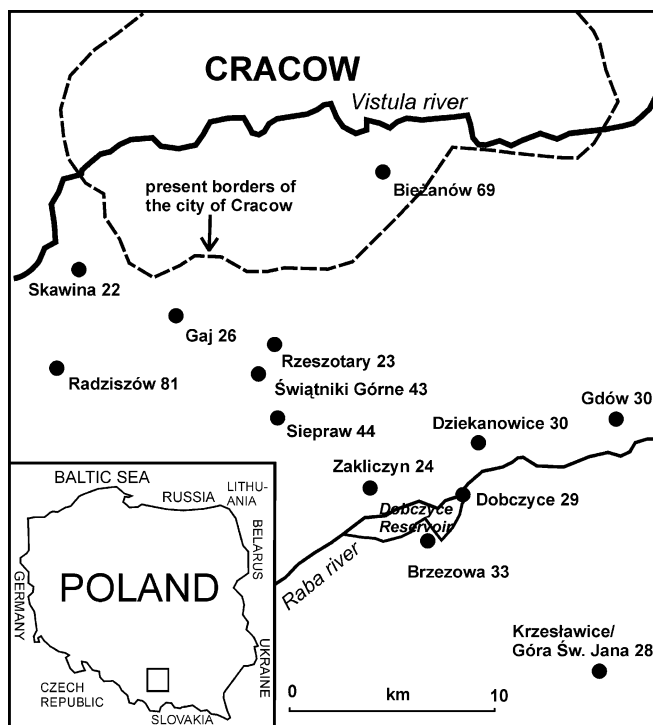 CRACOW
Vistula river
Bieżanów 69
present borders of
the city of Cracow
Skawina 22
Gaj 26
Rzeszotary 23
Radziszów 81
Świątniki Górne 43
Gdów 30
Siepraw 44
Dziekanowice 30
Zakliczyn 24
Dobczyce 29
Dobczyce
Reservoir
Brzezowa 33
Raba river
Krzesławice/
Góra Św. Jana 28
0 km 10
BALTIC SEA
RUSSIA
LITHU-
ANIA
BELARUS
POLAND
GERMANY
UKRAINE
CZECH
REPUBLIC
SLOVAKIA